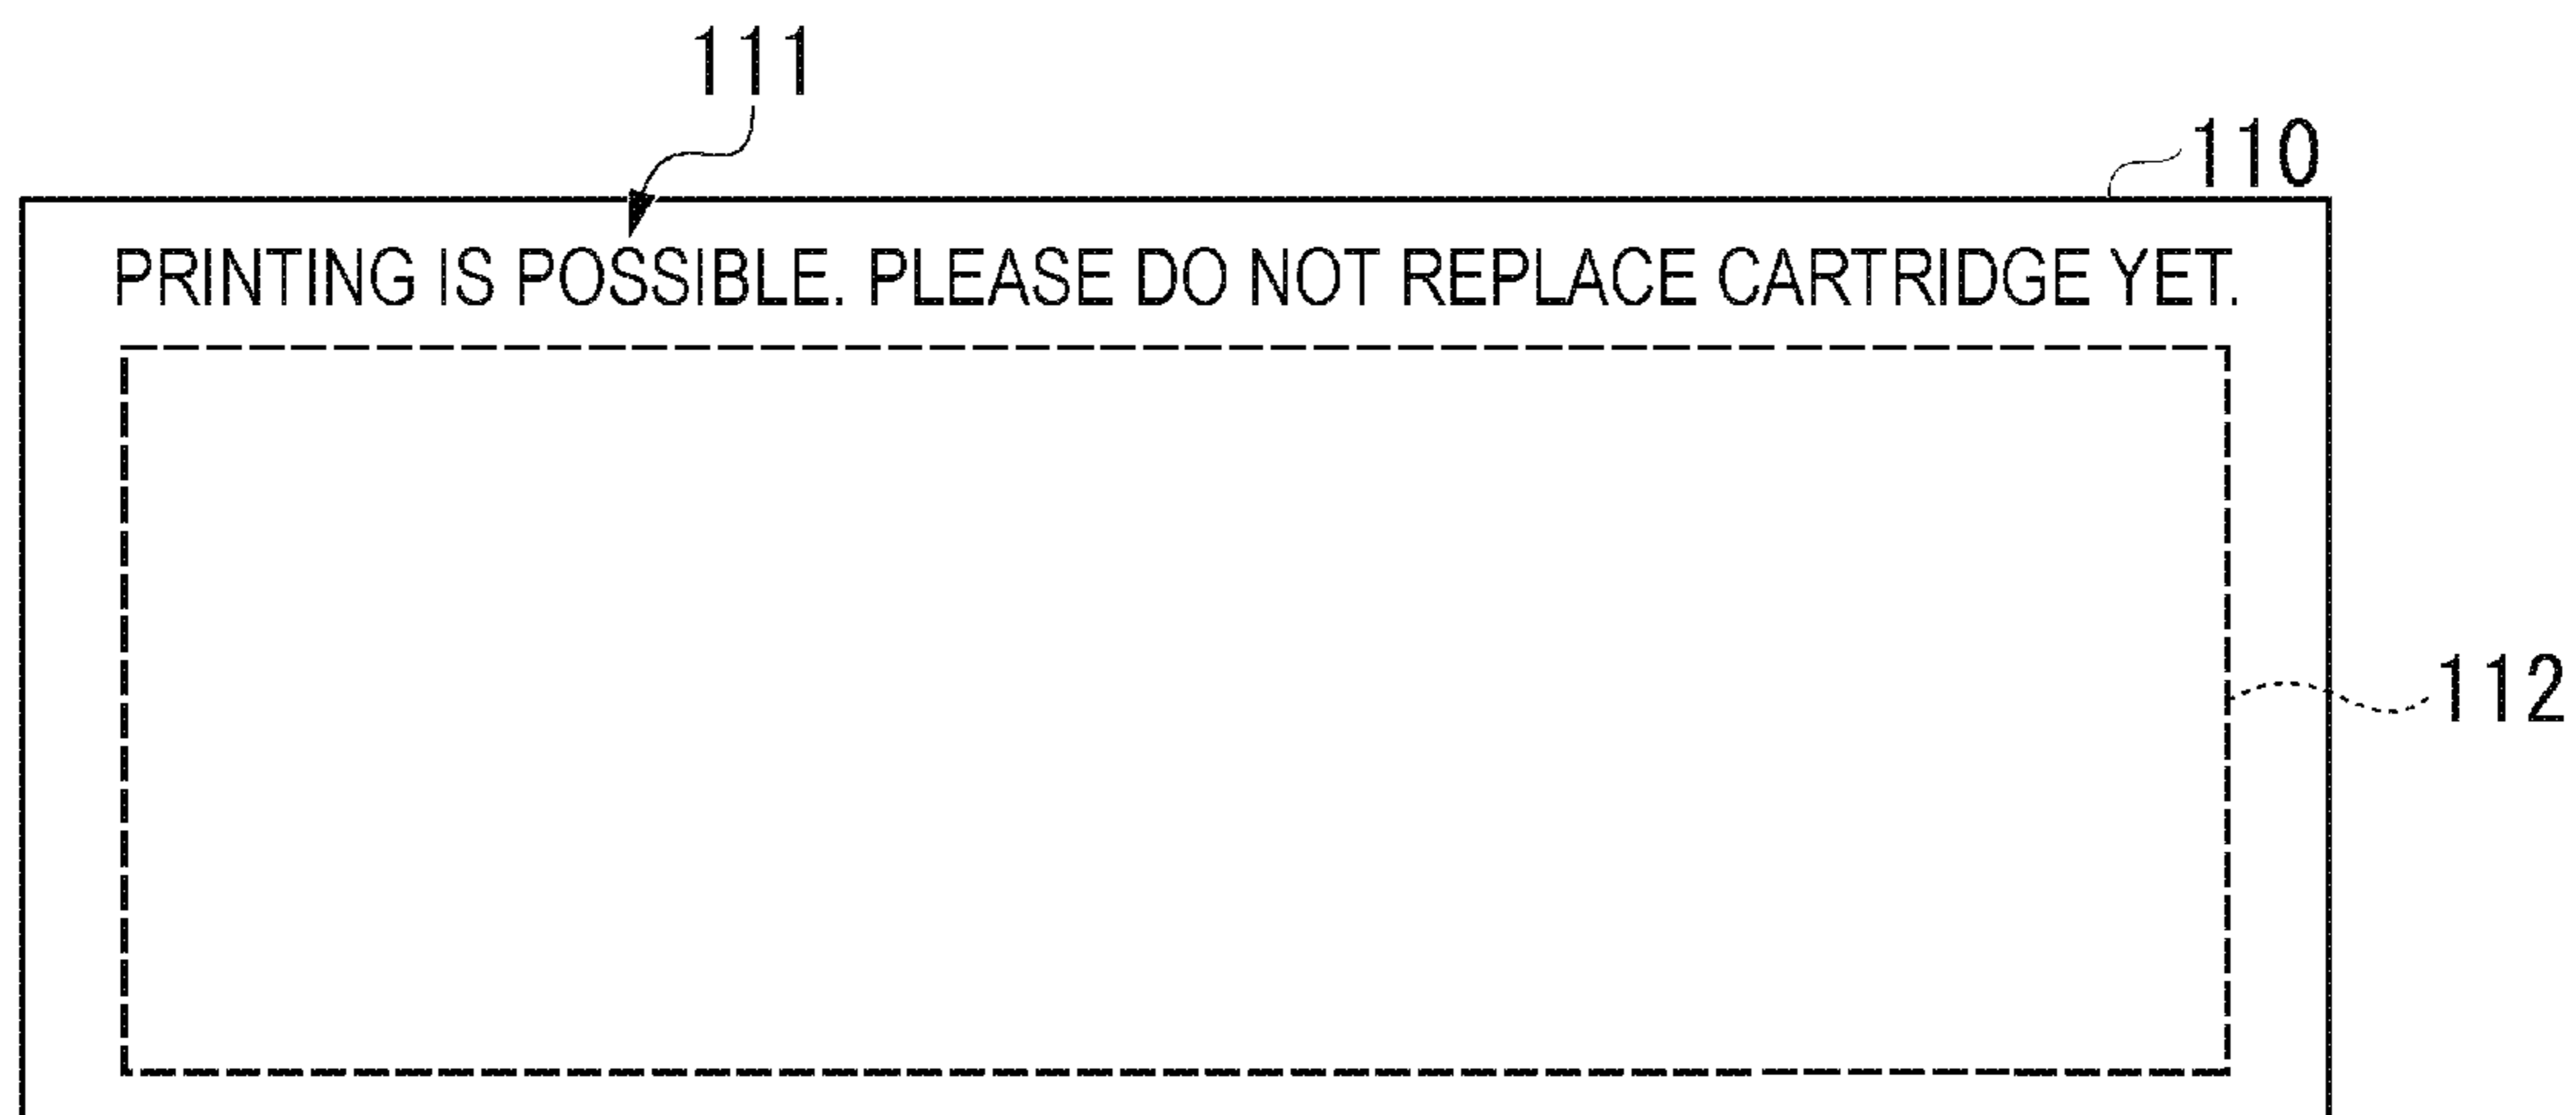 111
110
PRINTING IS POSSIBLE. PLEASE DO NOT REPLACE CARTRIDGE YET.
112